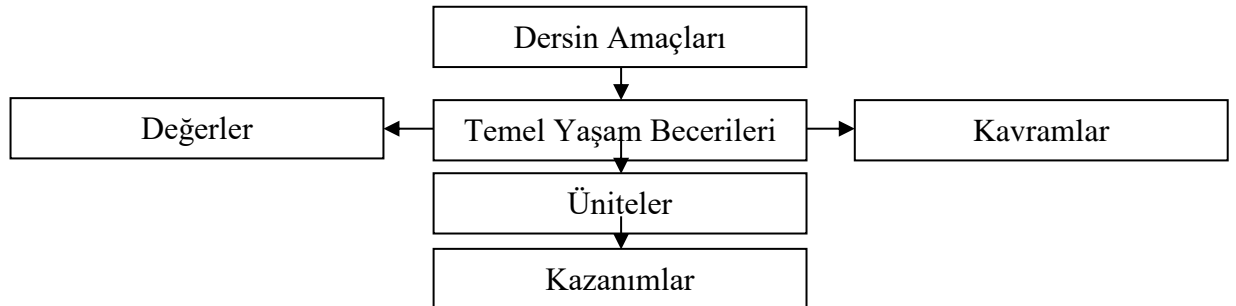 Dersin Amaçları
Değerler
Temel Yaşam Becerileri
Kavramlar
Üniteler
Kazanımlar